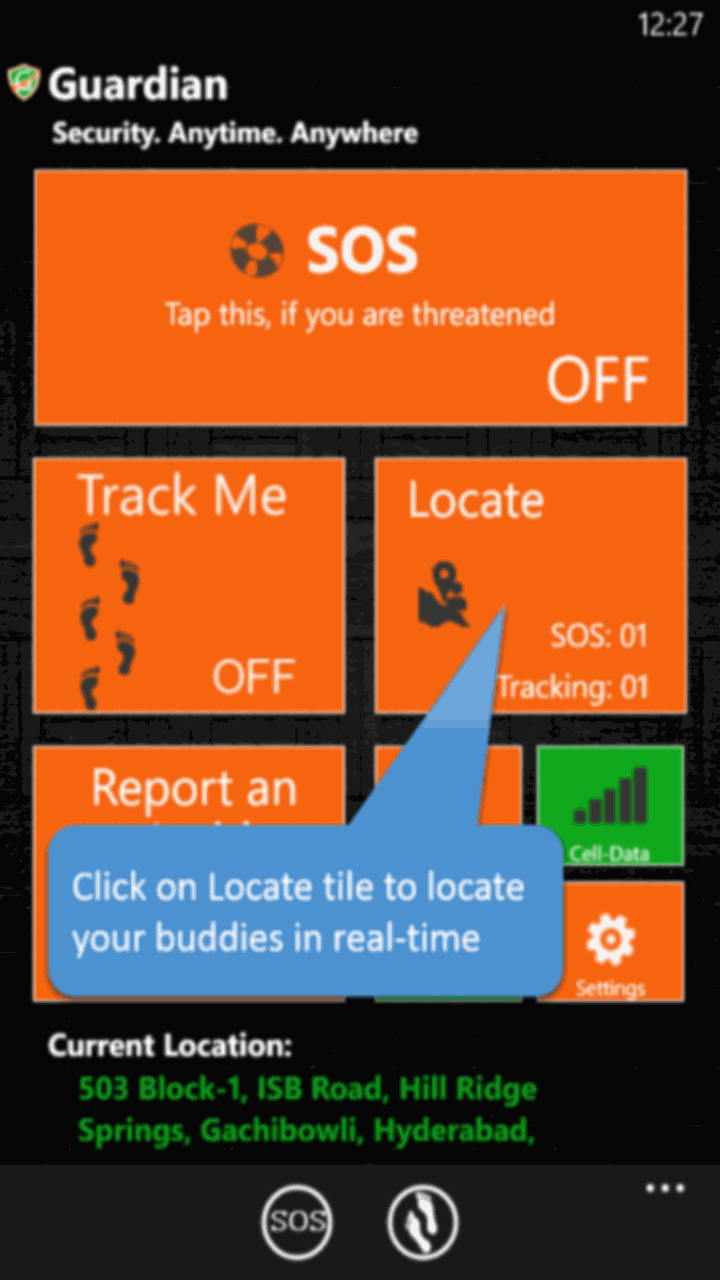 12:27
Guardian
Security. Anytime. Anywhere
SOS
Tap this, if you are threatened
OFF
Track Me
OFF
Locate
SOS: 01
Tracking: 01
Report an
Cell-Data
Click on Locate tile to locate
your buddies in real-time
Settings
Current Location:
503 Block-1, ISB Road, Hill Ridge
Springs, Gachibowli, Hyderabad,
SOS